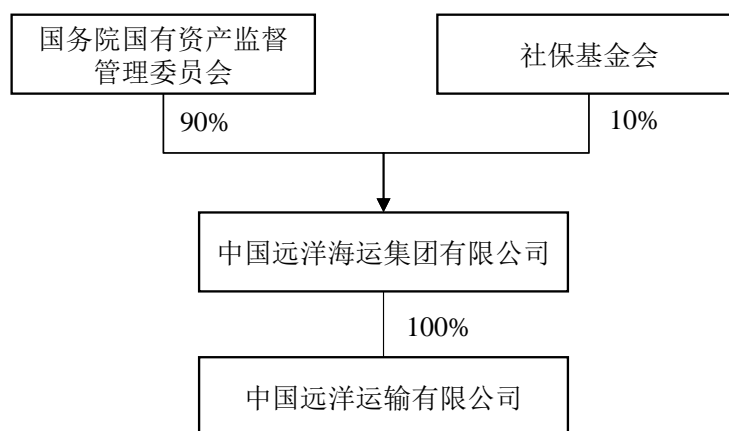 国务院国有资产监督
管理委员会
社保基金会
90%
10%
中国远洋海运集团有限公司
100%
中国远洋运输有限公司